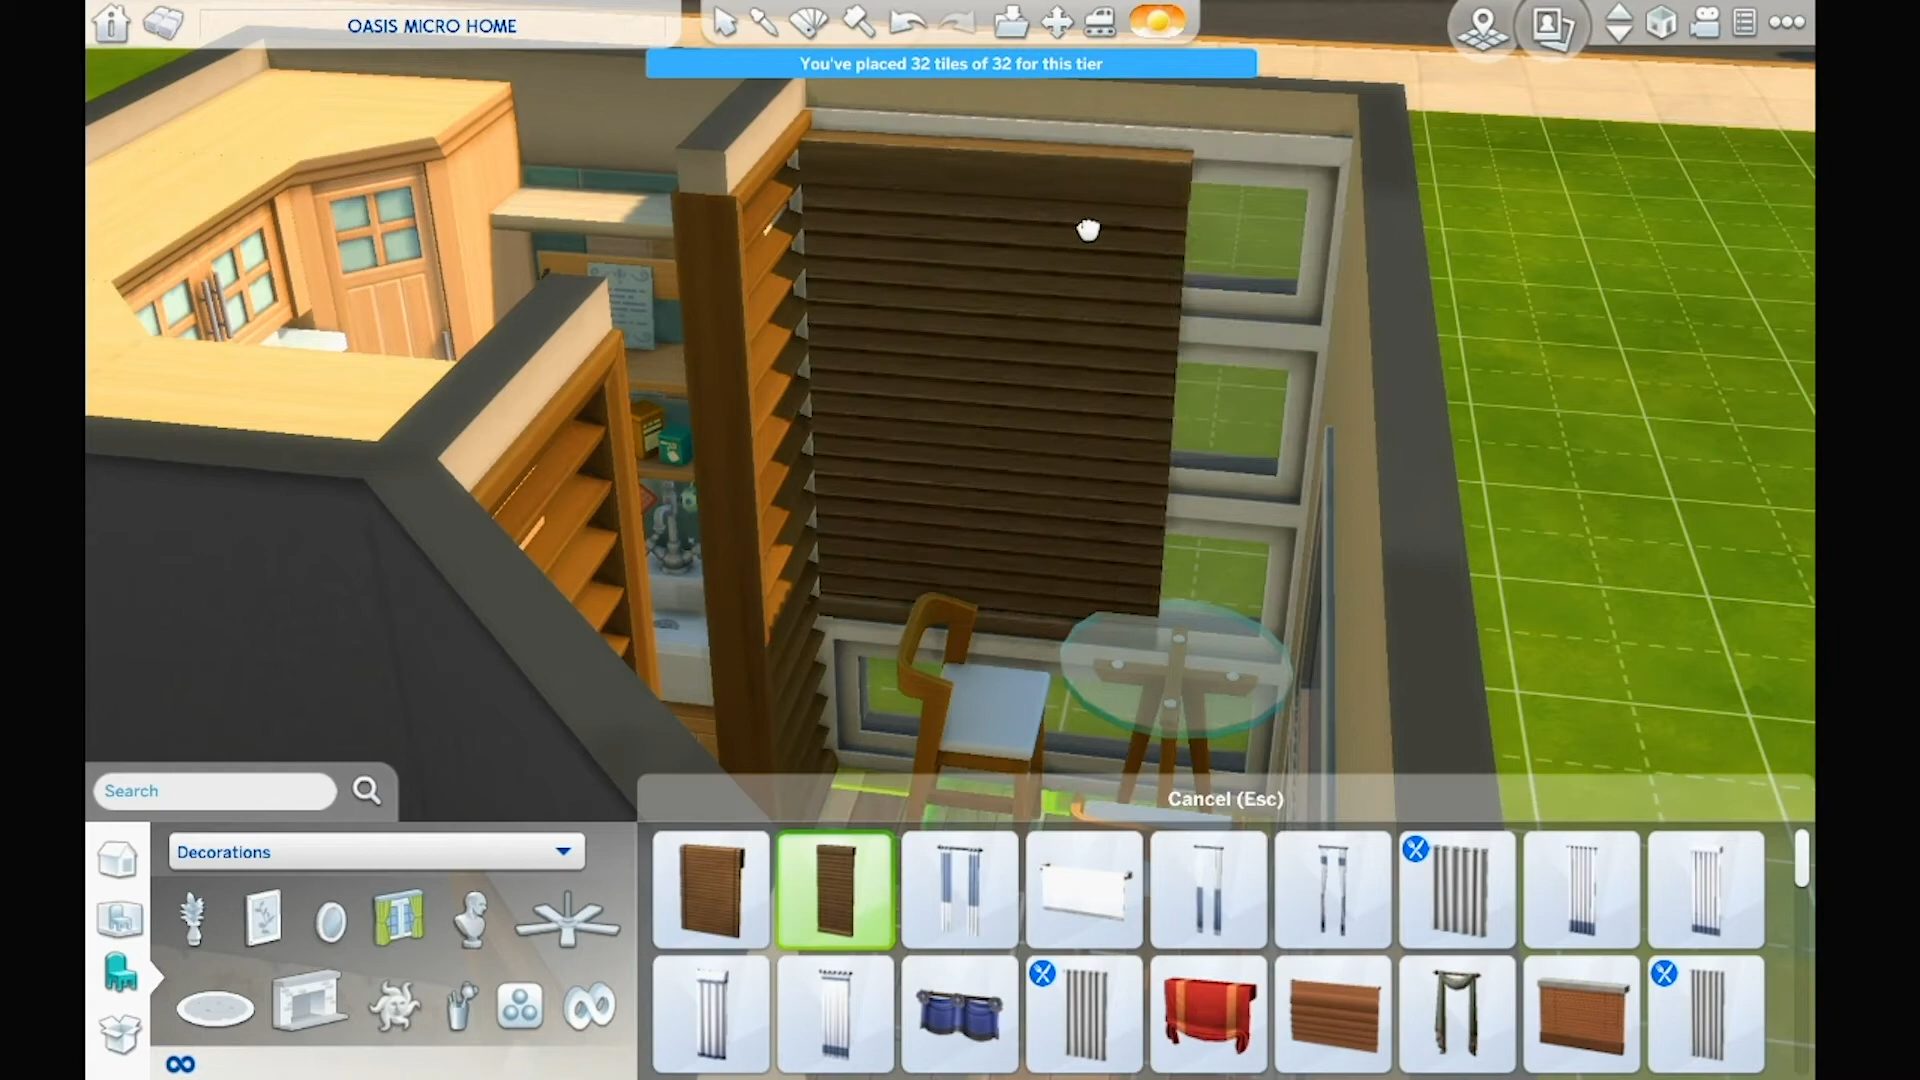 OASIS MICRO HOME
You've placed 32 tiles of 32 for this tier
Search
Cancel (Esc)
Decorations